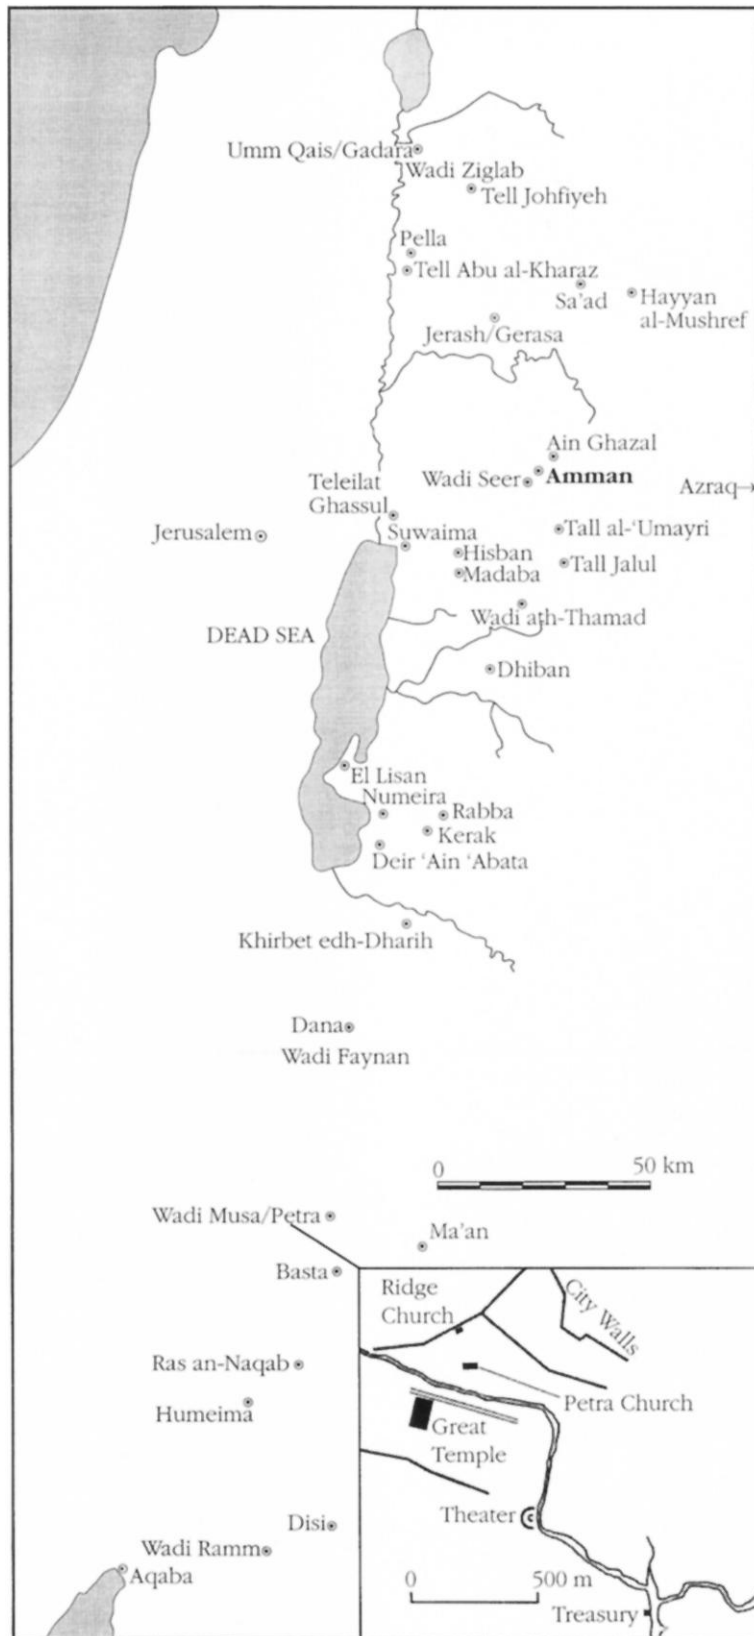 Umm Qais/Gadara
Wadi Ziglab
Tell Johfiyeh
Pella
Tell Abu al-Kharaz
Sa'ad
Hayyan
al-Mushref
Jerash/Gerasa
Ain Ghazal
Wadi Seer
Amman
Azraq→
Teleilat
Ghassul
Jerusalem
Suwaima
Tall al-‘Umayri
Hisban
Madaba
Tall Jalul
Wadi ath-Thamad
DEAD SEA
Dhiban
El Lisan
Numeira
Rabba
Kerak
Deir ‘Ain ‘Abata
Khirbet edh-Dharih
Dana
Wadi Faynan
0 50 km
Wadi Musa/Petra
Ma'an
Basta
Ridge
Church
City Walls
Ras an-Naqab
Humeima
Petra Church
Great
Temple
Disi
Theater
Wadi Ramm
Aqaba
0 500 m
Treasury